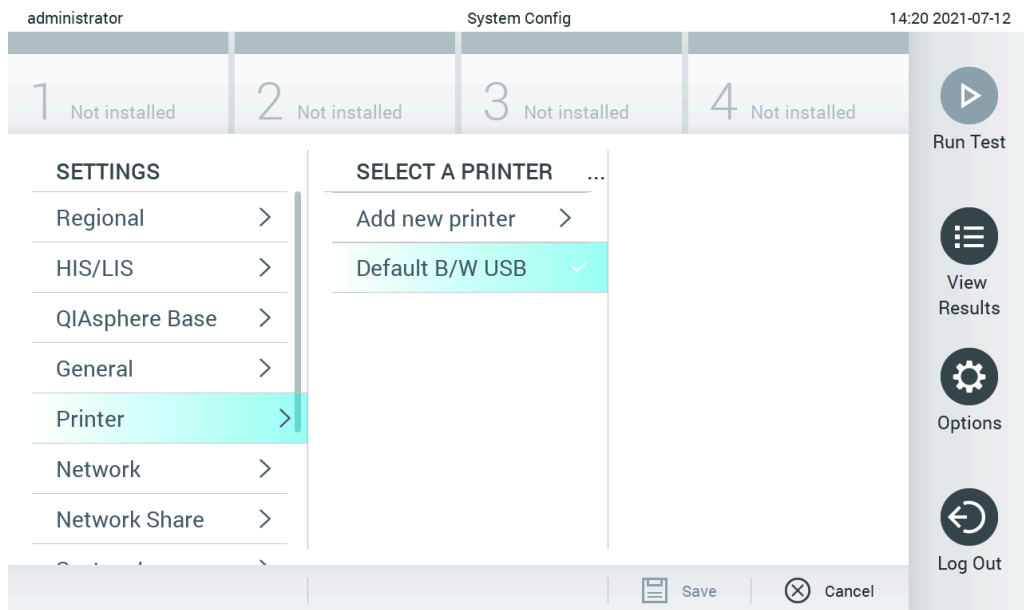 administrator
System Config
14:20 2021-07-12
1 Not installed
2 Not installed
3 Not installed
4 Not installed
Run Test
View
Results
Options
Log Out
SETTINGS
Regional
HIS/LIS
QIAsphere Base
General
Printer
Network
Network Share
SELECT A PRINTER ...
Add new printer
Default B/W USB
Save
Cancel